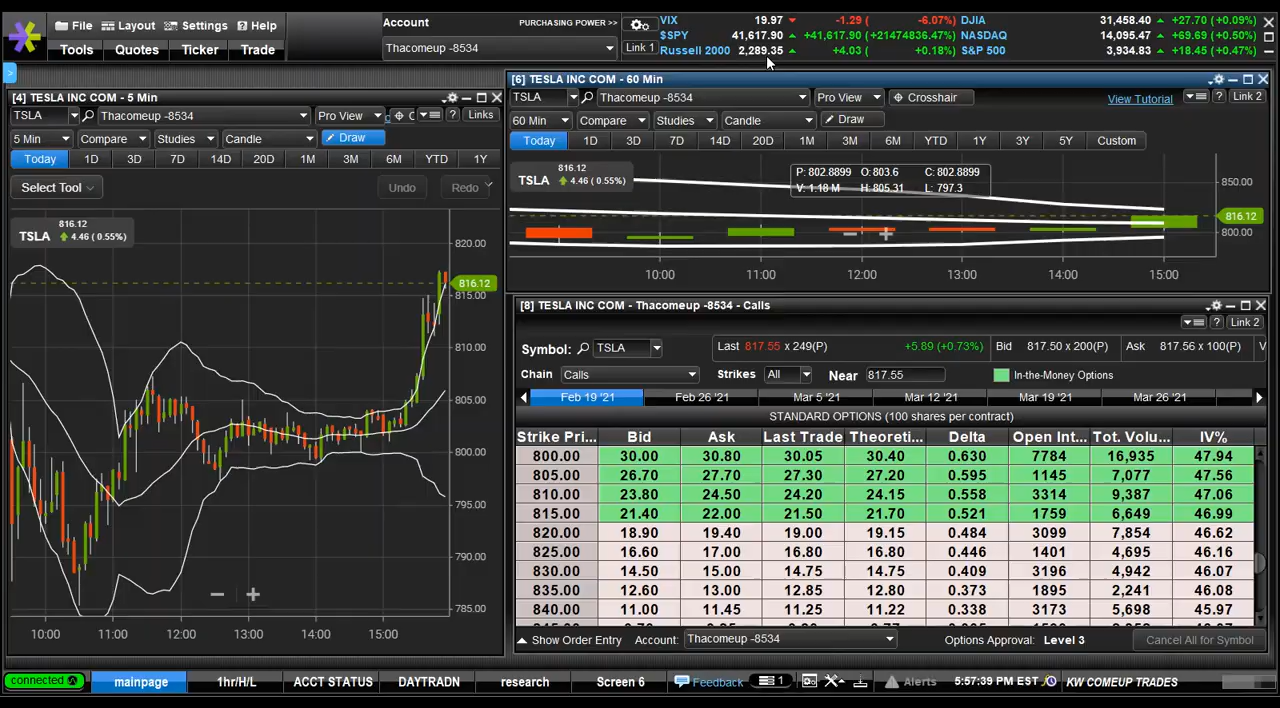 File Layout Settings Help
Tools Quotes Ticker Trade
Account PURCHASING POWER >>
Thacomeup -8534
Link 1
VIX 19.97 -1.29 ( -6.07%) DJIA 31,458.40 +27.70 (+0.09%)
$SPY 41,617.90 +41,617.90 (+21474836.47%) NASDAQ 14,095.47 +69.69 (+0.50%)
Russell 2000 2,289.35 +4.03 ( +0.18%) S&P 500 3,934.83 +18.45 (+0.47%)
[4] TESLA INC COM - 5 Min
TSLA Thacomeup -8534 Pro View ? Links
5 Min Compare Studies Candle Draw
Today 1D 3D 7D 14D 20D 1M 3M 6M YTD 1Y
Select Tool Undo Redo
816.12
TSLA 4.46 (0.55%)
820.00
816.12
815.00
810.00
805.00
800.00
795.00
790.00
785.00
10:00 11:00 12:00 13:00 14:00 15:00
[6] TESLA INC COM - 60 Min
TSLA Thacomeup -8534 Pro View Crosshair View Tutorial ? Link 2
60 Min Compare Studies Candle Draw
Today 1D 3D 7D 14D 20D 1M 3M 6M YTD 1Y 3Y 5Y Custom
816.12
TSLA 4.46 (0.55%)
P: 802.8899 O: 803.6 C: 802.8899
V: 1.18 M H: 805.31 L: 797.3
850.00
816.12
800.00
10:00 11:00 12:00 13:00 14:00 15:00
[8] TESLA INC COM - Thacomeup -8534 - Calls
? Link 2
Symbol: TSLA Last 817.55 x 249(P) +5.89 (+0.73%) Bid 817.50 x 200(P) Ask 817.56 x 100(P) V
Chain Calls Strikes All Near 817.55 In-the-Money Options
Feb 19 '21 Feb 26 '21 Mar 5 '21 Mar 12 '21 Mar 19 '21 Mar 26 '21
STANDARD OPTIONS (100 shares per contract)
Strike Pri... Bid Ask Last Trade Theoreti... Delta Open Int... Tot. Volu... IV%
800.00 30.00 30.80 30.05 30.40 0.630 7784 16,935 47.94
805.00 26.70 27.70 27.30 27.20 0.595 1145 7,077 47.56
810.00 23.80 24.50 24.20 24.15 0.558 3314 9,387 47.06
815.00 21.40 22.00 21.50 21.70 0.521 1759 6,649 46.99
820.00 18.90 19.40 19.00 19.15 0.484 3099 7,854 46.62
825.00 16.60 17.00 16.80 16.80 0.446 1401 4,695 46.16
830.00 14.50 15.00 14.75 14.75 0.409 3196 4,942 46.07
835.00 12.60 13.00 12.85 12.80 0.373 1895 2,241 46.08
840.00 11.00 11.45 11.25 11.22 0.338 3173 5,698 45.97
Show Order Entry Account: Thacomeup -8534 Options Approval: Level 3 Cancel All for Symbol
connected mainpage 1hr/H/L ACCT STATUS DAYTRADN research Screen 6 Feedback 1 Alerts 5:57:39 PM EST KW COMEUP TRADES